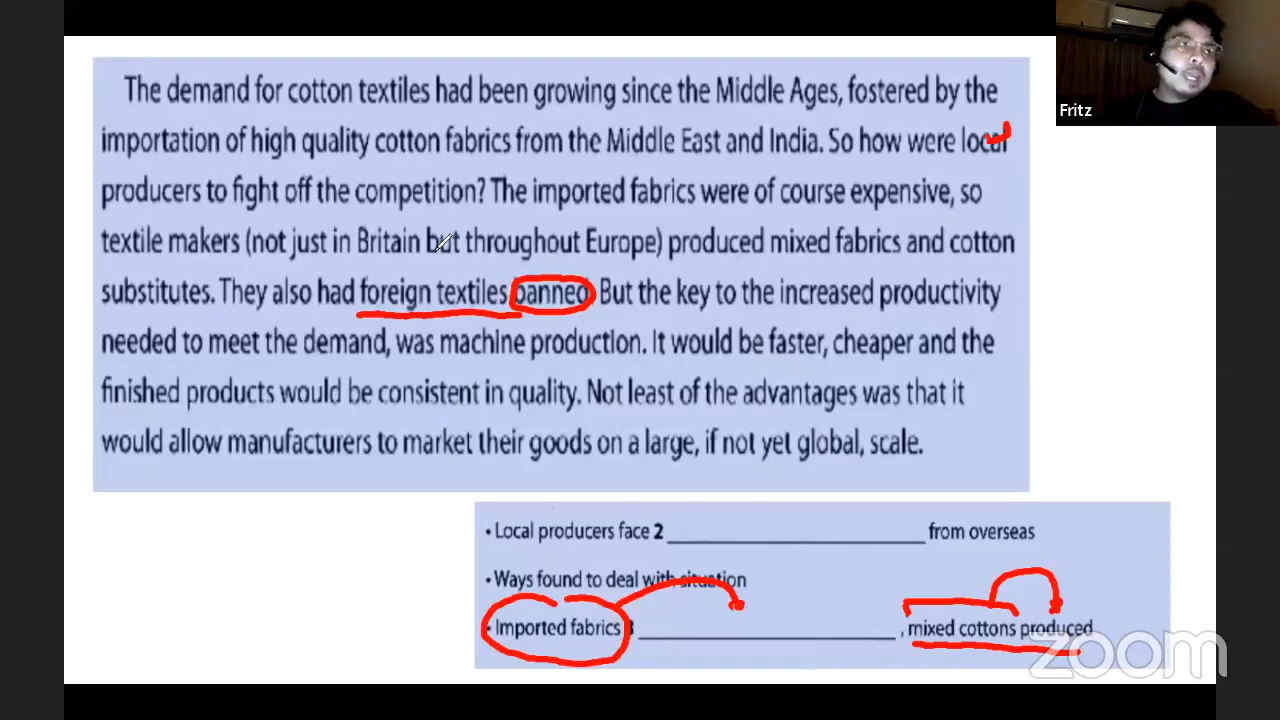 Fritz
The demand for cotton textiles had been growing since the Middle Ages, fostered by the
importation of high quality cotton fabrics from the Middle East and India. So how were local
producers to fight off the competition? The imported fabrics were of course expensive, so
textile makers (not just in Britain but throughout Europe) produced mixed fabrics and cotton
substitutes. They also had foreign textiles banned. But the key to the increased productivity
needed to meet the demand, was machine production. It would be faster, cheaper and the
finished products would be consistent in quality. Not least of the advantages was that it
would allow manufacturers to market their goods on a large, if not yet global, scale.
• Local producers face 2 ______________________ from overseas
• Ways found to deal with situation
• Imported fabrics 3 ______________________ , mixed cottons produced
zoom